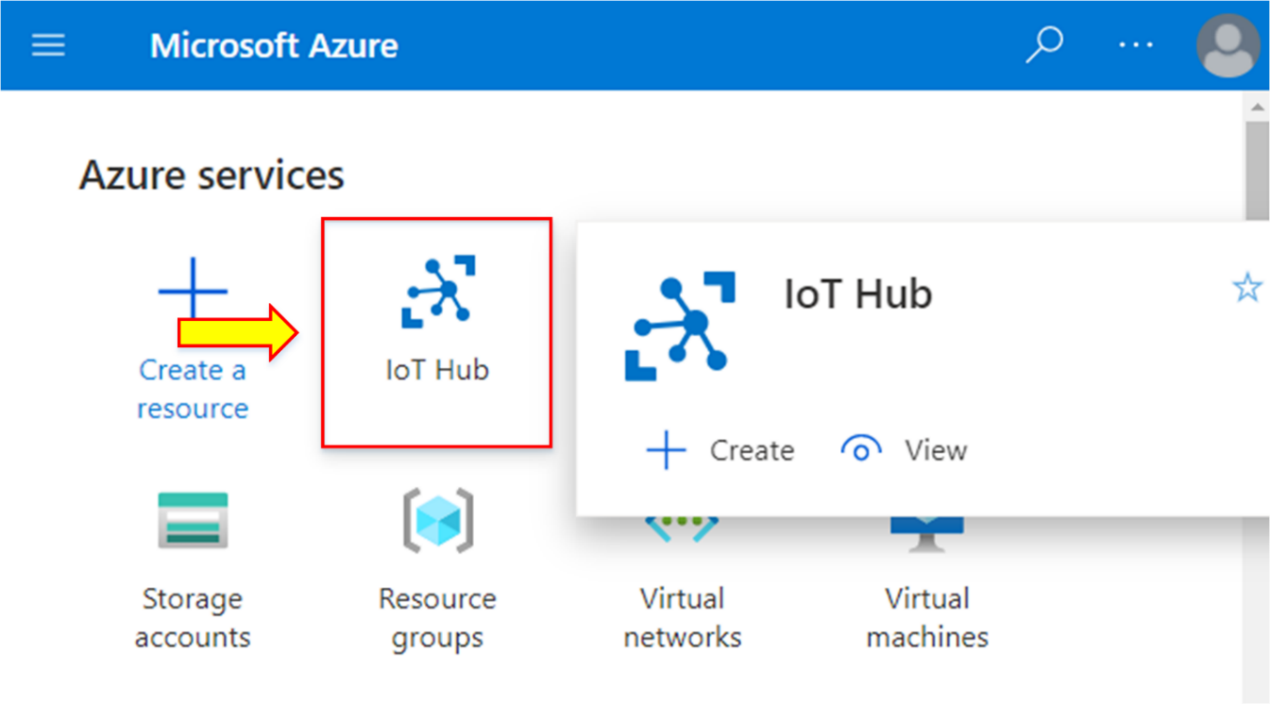 Microsoft Azure
Azure services
Create a
resource
IoT Hub
IoT Hub
Create
View
Storage
accounts
Resource
groups
Virtual
networks
Virtual
machines